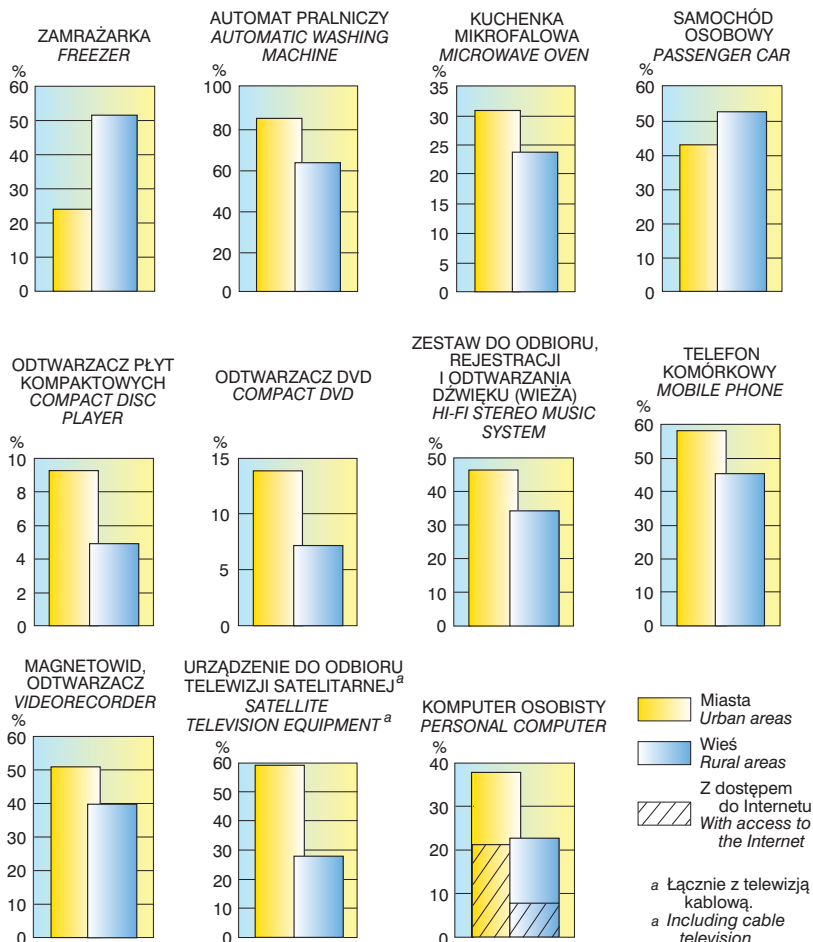 ZAMRAŻARKA
FREEZER
%
60
50
40
30
20
10
0
AUTOMAT PRALNICZY
AUTOMATIC WASHING
MACHINE
%
100
80
60
40
20
0
KUCHENKA
MIKROFALOWA
MICROWAVE OVEN
%
35
30
25
20
15
10
5
0
SAMOCHÓD
OSOBOWY
PASSENGER CAR
%
60
50
40
30
20
10
0
ODTWARZACZ PŁYT
KOMPAKTOWYCH
COMPACT DISC
PLAYER
%
10
8
6
4
2
0
ODTWARZACZ DVD
COMPACT DVD
%
15
10
5
0
ZESTAW DO ODBIORU,
REJESTRACJI
I ODTWARZANIA
DŹWIĘKU (WIEŻA)
HI-FI STEREO MUSIC
SYSTEM
%
50
40
30
20
10
0
TELEFON
KOMÓRKOWY
MOBILE PHONE
%
60
50
40
30
20
10
0
MAGNETOWID,
ODTWARZACZ
VIDEORECORDER
%
60
50
40
30
20
10
0
URZĄDZENIE DO ODBIORU
TELEWIZJI SATELITARNEJ a
SATELLITE
TELEVISION EQUIPMENT a
%
60
50
40
30
20
10
0
KOMPUTER OSOBISTY
PERSONAL COMPUTER
%
40
30
20
10
0
Miasta
Urban areas
Wieś
Rural areas
Z dostępem
do Internetu
With access to
the Internet
a Łącznie z telewizją
kablową.
a Including cable
television.